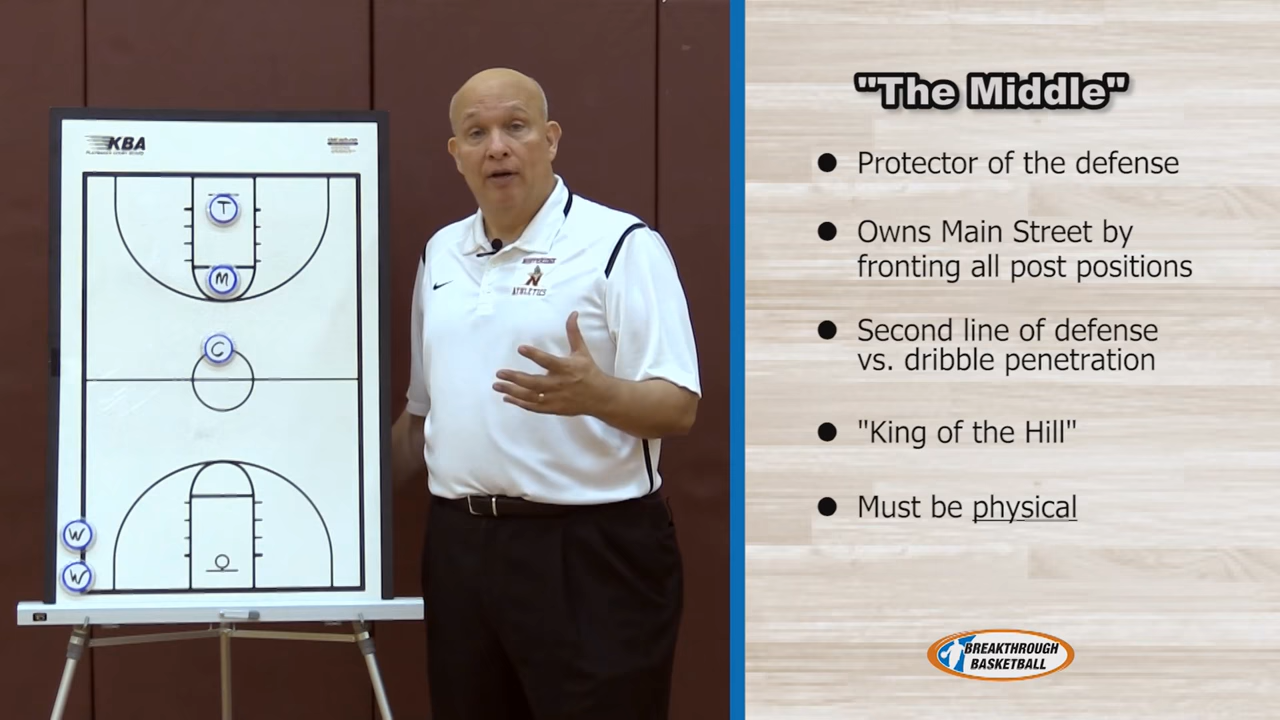 KBA
T
M
C
W
W
ATHLETICS
"The Middle"
● Protector of the defense
● Owns Main Street by
fronting all post positions
● Second line of defense
vs. dribble penetration
● "King of the Hill"
● Must be physical
BREAKTHROUGH
BASKETBALL